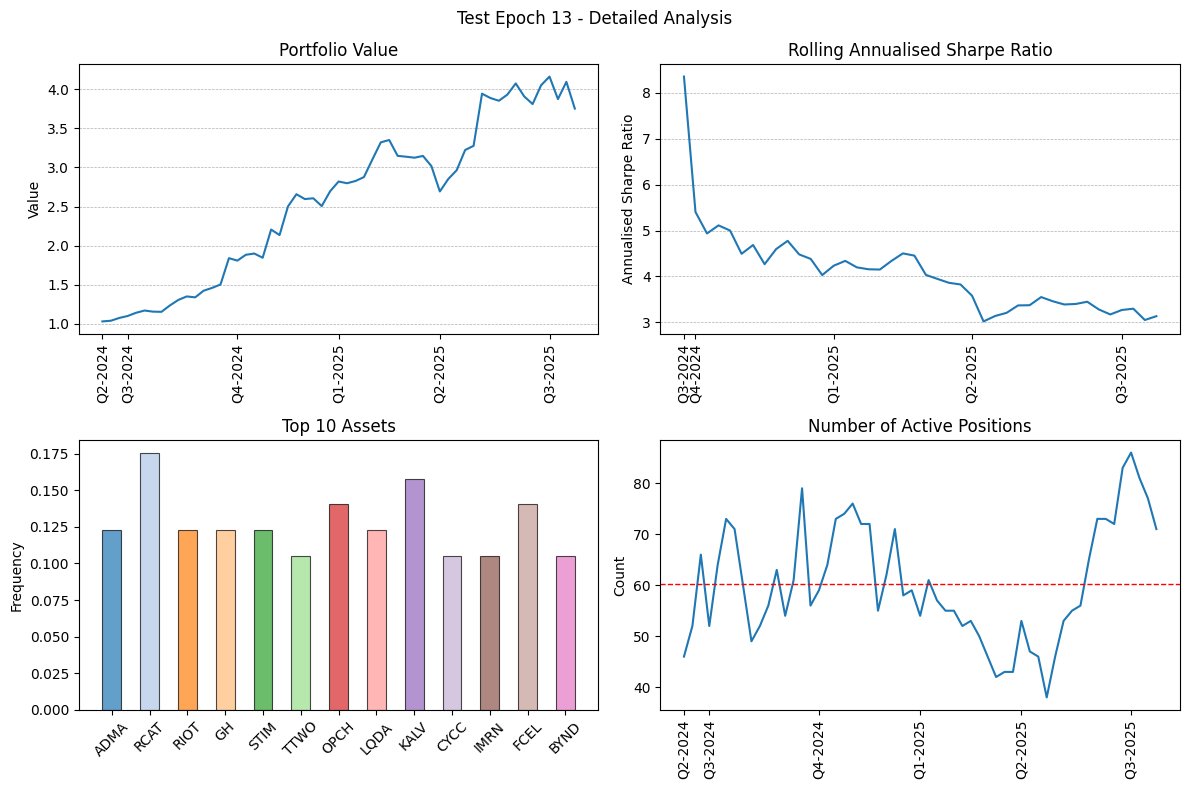 Test Epoch 13 - Detailed Analysis
Portfolio Value
Value
4.0
3.5
3.0
2.5
2.0
1.5
1.0
Q2-2024
Q3-2024
Q4-2024
Q1-2025
Q2-2025
Q3-2025
Rolling Annualised Sharpe Ratio
Annualised Sharpe Ratio
8
7
6
5
4
3
Q3-2024
Q4-2024
Q1-2025
Q2-2025
Q3-2025
Top 10 Assets
Frequency
0.175
0.150
0.125
0.100
0.075
0.050
0.025
0.000
ADMA
RCAT
RIOT
GH
STIM
TTWO
OPCH
LQDA
KALV
CYCC
IMRN
FCEL
BYND
Number of Active Positions
Count
80
70
60
50
40
Q2-2024
Q3-2024
Q4-2024
Q1-2025
Q2-2025
Q3-2025